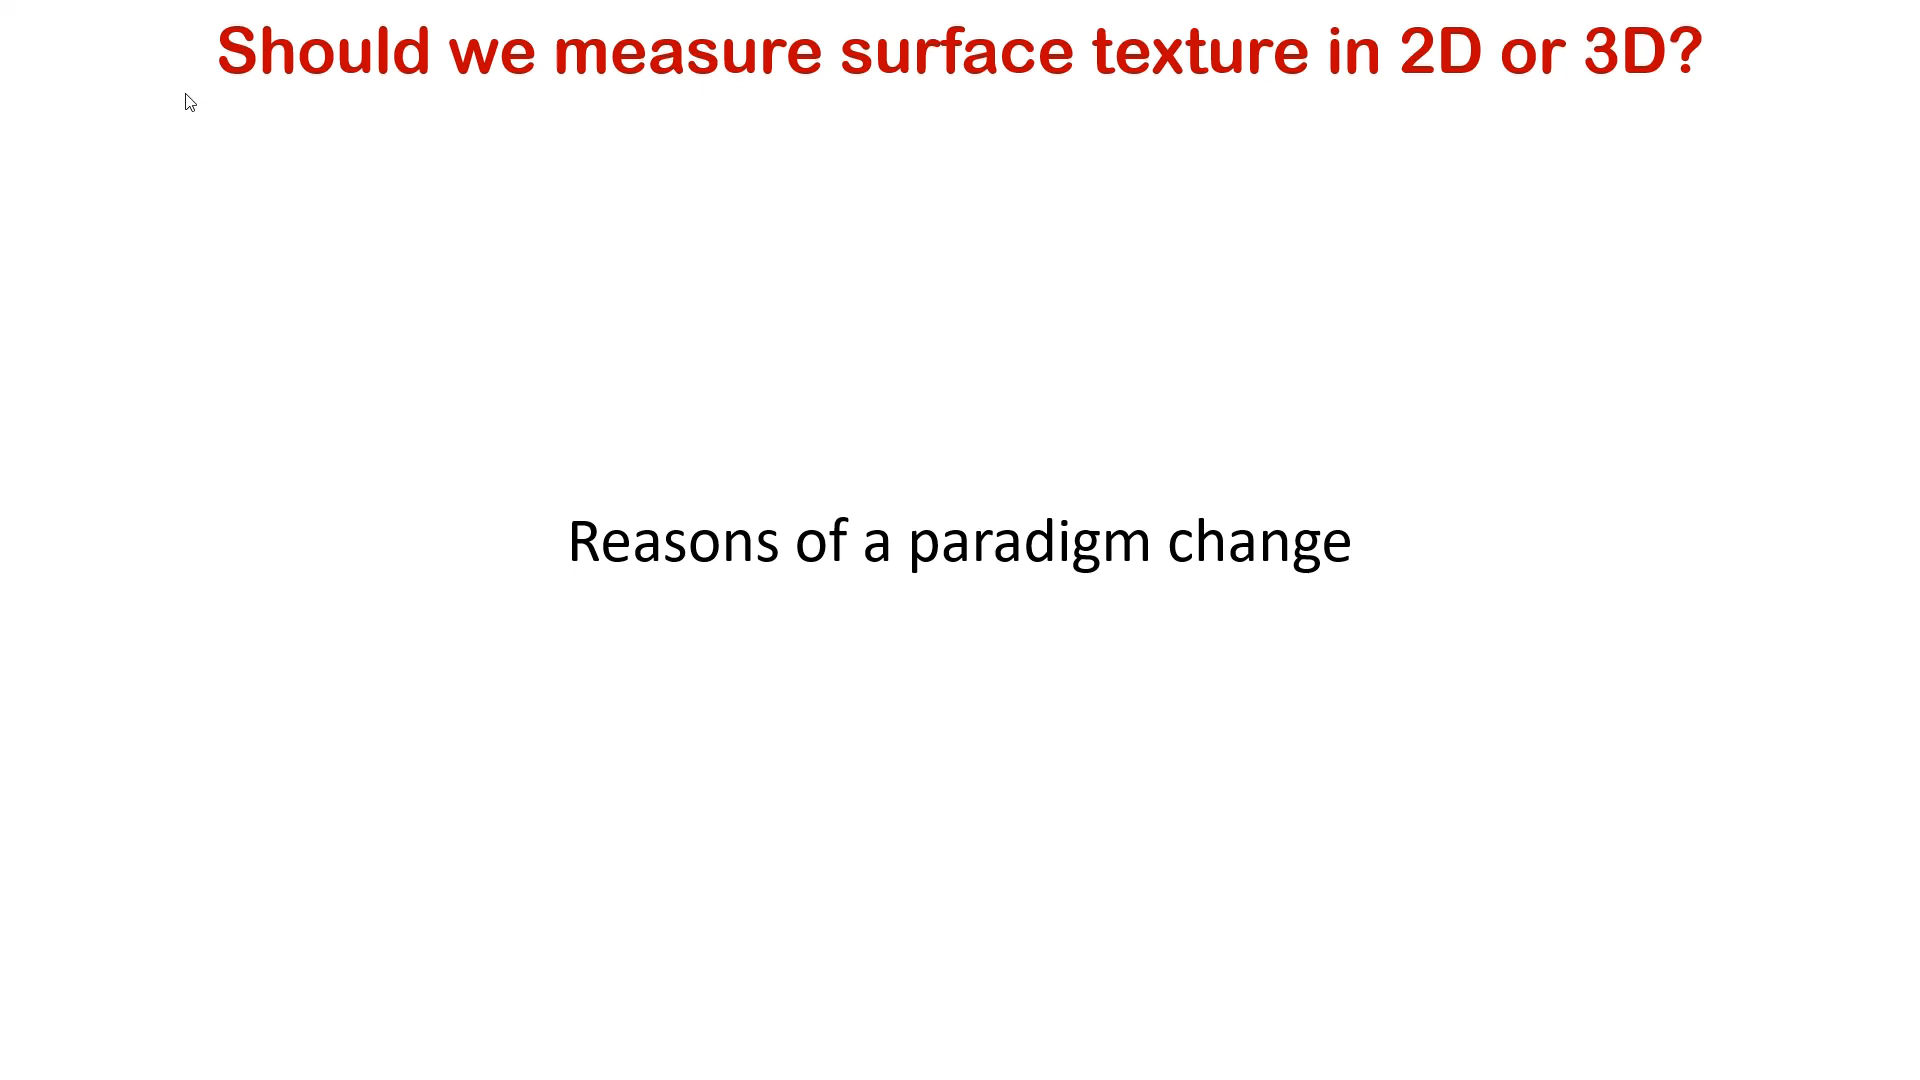 Should we measure surface texture in 2D or 3D?
Reasons of a paradigm change